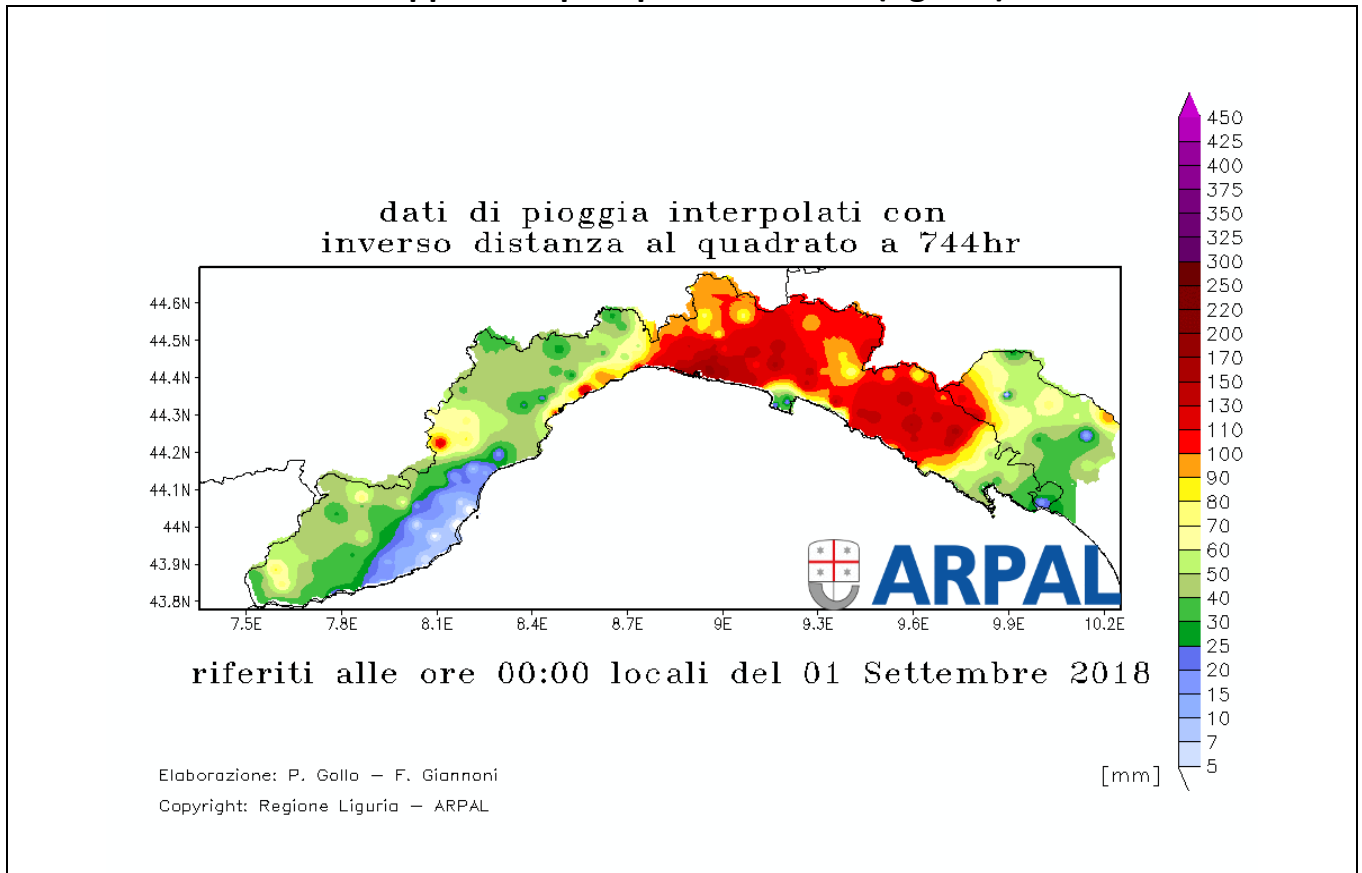 dati di pioggia interpolati con
inverso distanza al quadrato a 744hr
450
425
400
375
350
325
300
250
220
200
170
150
130
110
100
90
80
70
60
50
40
30
25
20
15
10
7
5
[mm]
44.6N
44.5N
44.4N
44.3N
44.2N
44.1N
44N
43.9N
43.8N
7.5E 7.8E 8.1E 8.4E 8.7E 9E 9.3E 9.6E 9.9E 10.2E
ARPAL
riferiti alle ore 00:00 locali del 01 Settembre 2018
Elaborazione: P. Gollo – F. Giannoni
Copyright: Regione Liguria – ARPAL